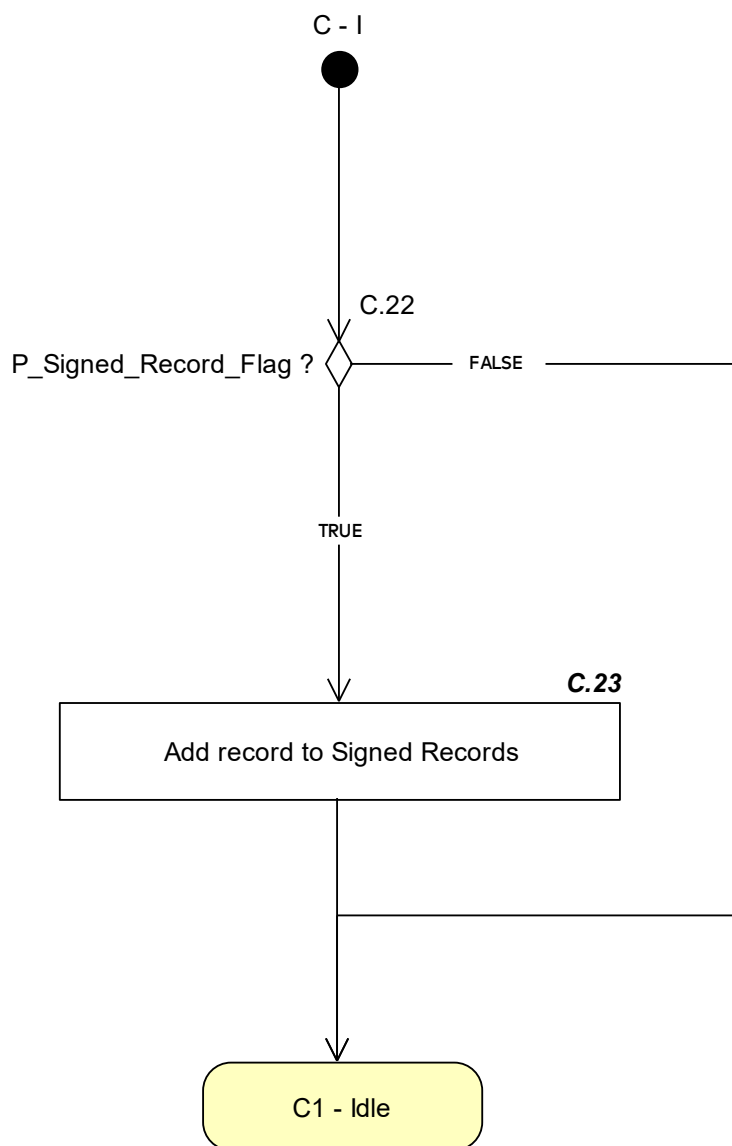 C - I
C.22
P_Signed_Record_Flag ?
FALSE
TRUE
C.23
Add record to Signed Records
C1 - Idle